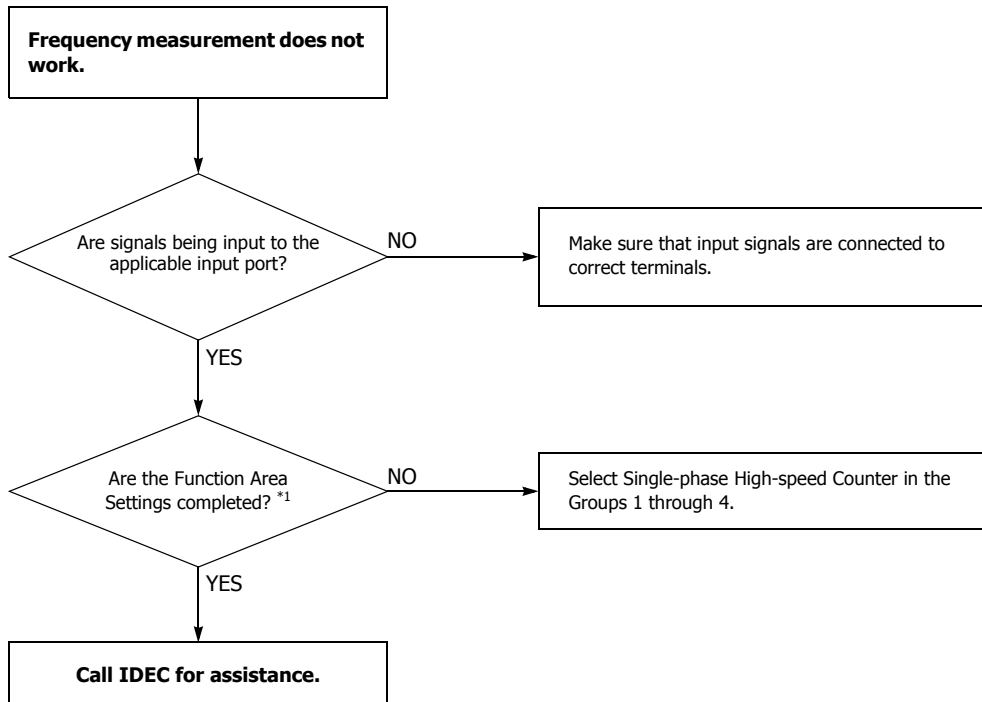 Frequency measurement does not
work.
Are signals being input to the
applicable input port?
NO
Make sure that input signals are connected to
correct terminals.
YES
Are the Function Area
Settings completed? *1
NO
Select Single-phase High-speed Counter in the
Groups 1 through 4.
YES
Call IDEC for assistance.